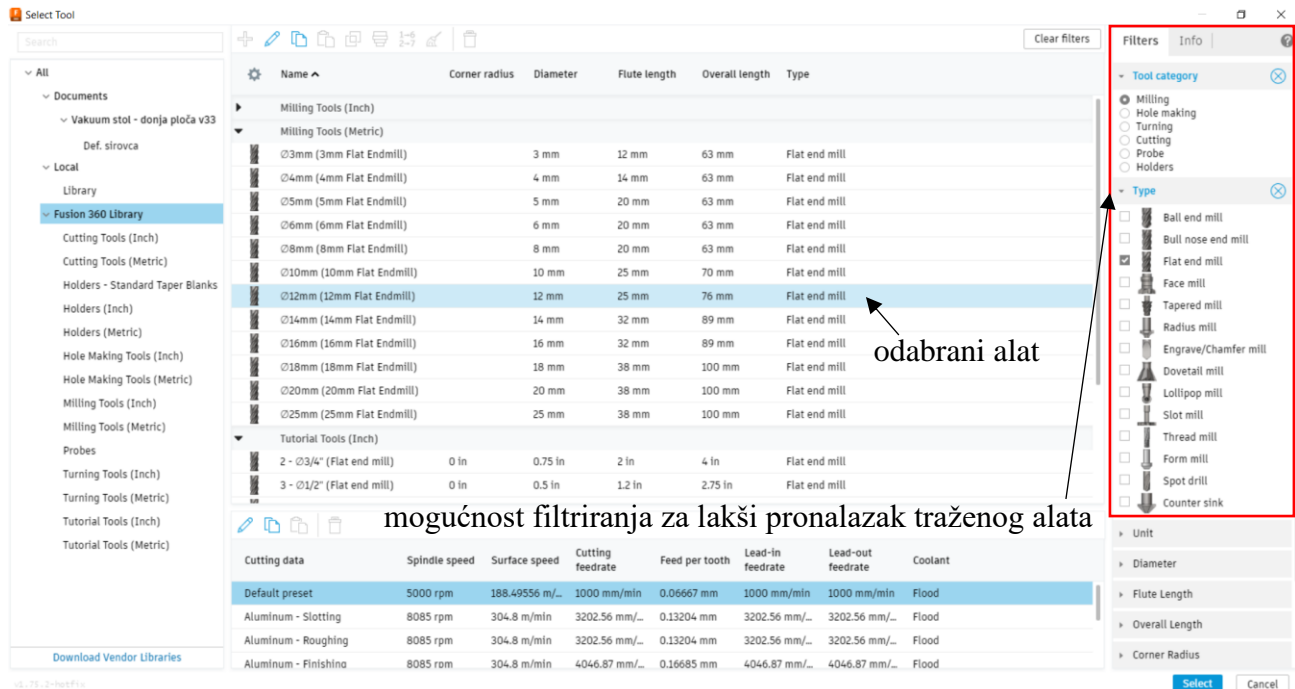 Select Tool
Search
Clear filters
Filters Info
All
Documents
Vakuum stol - donja ploča v33
Def. sirovca
Local
Library
Fusion 360 Library
Cutting Tools (Inch)
Cutting Tools (Metric)
Holders - Standard Taper Blanks
Holders (Inch)
Holders (Metric)
Hole Making Tools (Inch)
Hole Making Tools (Metric)
Milling Tools (Inch)
Milling Tools (Metric)
Probes
Turning Tools (Inch)
Turning Tools (Metric)
Tutorial Tools (Inch)
Tutorial Tools (Metric)
Download Vendor Libraries
v1.75.2-hotfix
Name Corner radius Diameter Flute length Overall length Type
Milling Tools (Inch)
Milling Tools (Metric)
∅3mm (3mm Flat Endmill) 3 mm 12 mm 63 mm Flat end mill
∅4mm (4mm Flat Endmill) 4 mm 14 mm 63 mm Flat end mill
∅5mm (5mm Flat Endmill) 5 mm 20 mm 63 mm Flat end mill
∅6mm (6mm Flat Endmill) 6 mm 20 mm 63 mm Flat end mill
∅8mm (8mm Flat Endmill) 8 mm 20 mm 63 mm Flat end mill
∅10mm (10mm Flat Endmill) 10 mm 25 mm 70 mm Flat end mill
∅12mm (12mm Flat Endmill) 12 mm 25 mm 76 mm Flat end mill
∅14mm (14mm Flat Endmill) 14 mm 32 mm 89 mm Flat end mill
∅16mm (16mm Flat Endmill) 16 mm 32 mm 89 mm Flat end mill
∅18mm (18mm Flat Endmill) 18 mm 38 mm 100 mm Flat end mill
∅20mm (20mm Flat Endmill) 20 mm 38 mm 100 mm Flat end mill
∅25mm (25mm Flat Endmill) 25 mm 38 mm 100 mm Flat end mill
Tutorial Tools (Inch)
2 - ∅3/4" (Flat end mill) 0 in 0.75 in 2 in 4 in Flat end mill
3 - ∅1/2" (Flat end mill) 0 in 0.5 in 1.2 in 2.75 in Flat end mill
odabrani alat
mogućnost filtriranja za lakši pronalazak traženog alata
Cutting data Spindle speed Surface speed Cutting feedrate Feed per tooth Lead-in feedrate Lead-out feedrate Coolant
Default preset 5000 rpm 188.49556 m/... 1000 mm/min 0.06667 mm 1000 mm/min 1000 mm/min Flood
Aluminum - Slotting 8085 rpm 304.8 m/min 3202.56 mm/... 0.13204 mm 3202.56 mm/... 3202.56 mm/... Flood
Aluminum - Roughing 8085 rpm 304.8 m/min 3202.56 mm/... 0.13204 mm 3202.56 mm/... 3202.56 mm/... Flood
Aluminum - Finishing 8085 rpm 304.8 m/min 4046.87 mm/... 0.16685 mm 4046.87 mm/... 4046.87 mm/... Flood
Tool category
Milling
Hole making
Turning
Cutting
Probe
Holders
Type
Ball end mill
Bull nose end mill
Flat end mill
Face mill
Tapered mill
Radius mill
Engrave/Chamfer mill
Dovetail mill
Lollipop mill
Slot mill
Thread mill
Form mill
Spot drill
Counter sink
Unit
Diameter
Flute Length
Overall Length
Corner Radius
Select Cancel